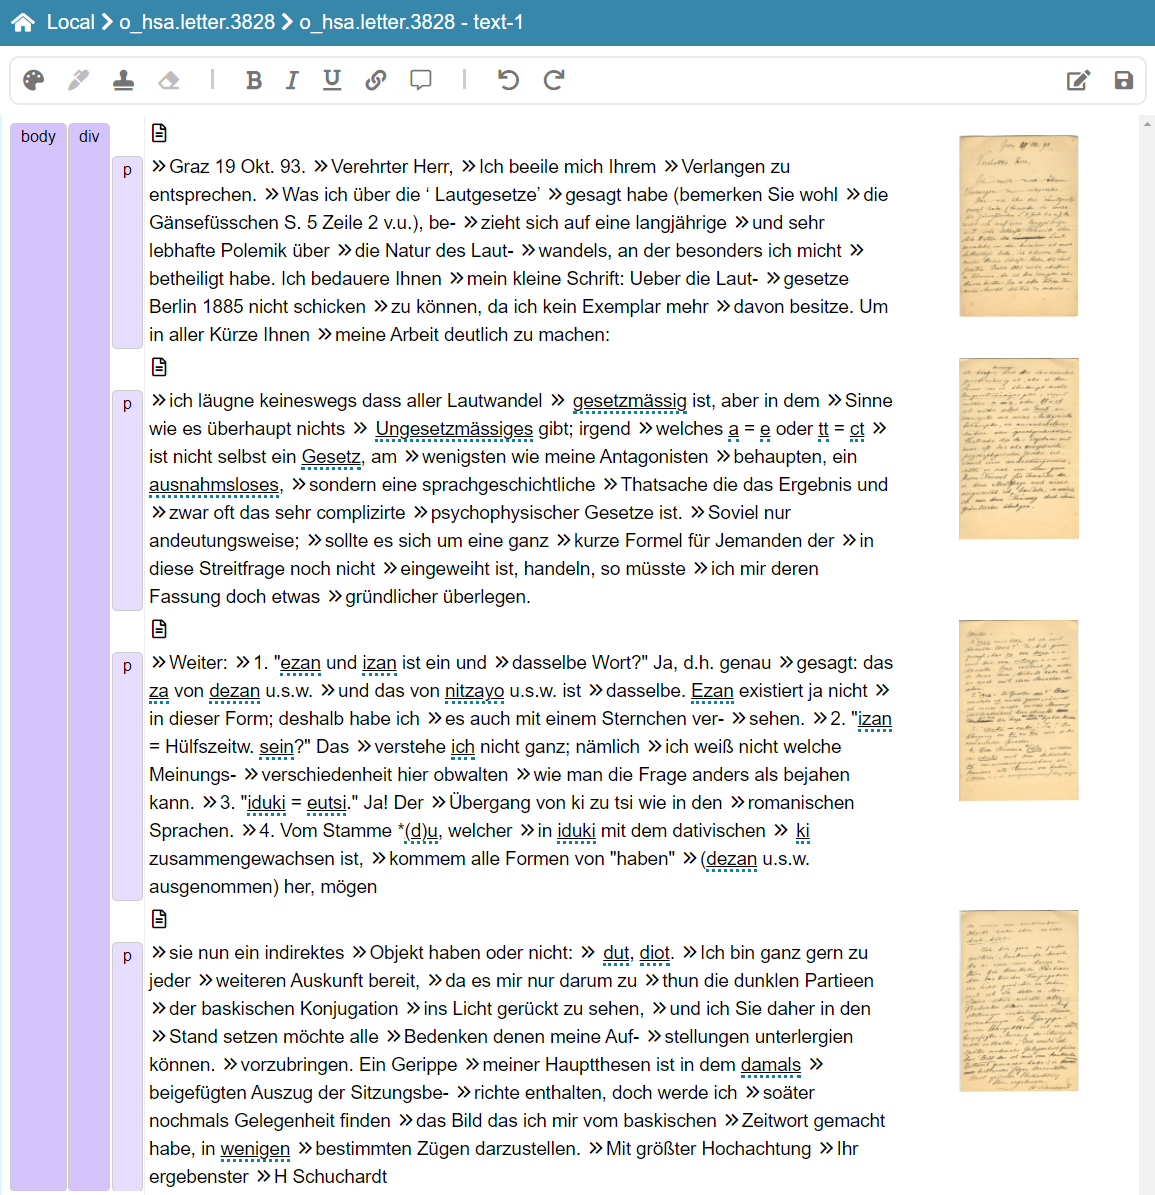 Local o_hsa.letter.3828 o_hsa.letter.3828 - text-1
B I U
body div
p »Graz 19 Okt. 93. »Verehrter Herr, »Ich beeile mich Ihrem »Verlangen zu
entsprechen. »Was ich über die ‘ Lautgesetze’ »gesagt habe (bemerken Sie wohl »die
Gänsefüsschen S. 5 Zeile 2 v.u.), be- »zieht sich auf eine langjährige »und sehr
lebhafte Polemik über »die Natur des Laut- »wandels, an der besonders ich micht »
betheiligt habe. Ich bedauere Ihnen »mein kleine Schrift: Ueber die Laut- »gesetze
Berlin 1885 nicht schicken »zu können, da ich kein Exemplar mehr »davon besitze. Um
in aller Kürze Ihnen »meine Arbeit deutlich zu machen:
p »ich läugne keineswegs dass aller Lautwandel » gesetzmässig ist, aber in dem »Sinne
wie es überhaupt nichts » Ungesetzmässiges gibt; irgend »welches a = e oder tt = ct »
ist nicht selbst ein Gesetz, am »wenigsten wie meine Antagonisten »behaupten, ein
ausnahmsloses, »sondern eine sprachgeschichtliche »Thatsache die das Ergebnis und
»zwar oft das sehr complizirte »psychophysischer Gesetze ist. »Soviel nur
andeutungsweise; »sollte es sich um eine ganz »kurze Formel für Jemanden der »in
diese Streitfrage noch nicht »eingeweiht ist, handeln, so müsste »ich mir deren
Fassung doch etwas »gründlicher überlegen.
p »Weiter: »1. "ezan und izan ist ein und »dasselbe Wort?" Ja, d.h. genau »gesagt: das
za von dezan u.s.w. »und das von nitzayo u.s.w. ist »dasselbe. Ezan existiert ja nicht »
in dieser Form; deshalb habe ich »es auch mit einem Sternchen ver- »sehen. »2. "izan
= Hülfszeitw. sein?" Das »verstehe ich nicht ganz; nämlich »ich weiß nicht welche
Meinungs- »verschiedenheit hier obwalten »wie man die Frage anders als bejahen
kann. »3. "iduki = eutsi." Ja! Der »Übergang von ki zu tsi wie in den »romanischen
Sprachen. »4. Vom Stamme *(d)u, welcher »in iduki mit dem dativischen » ki
zusammengewachsen ist, »kommem alle Formen von "haben" »(dezan u.s.w.
ausgenommen) her, mögen
p »sie nun ein indirektes »Objekt haben oder nicht: » dut, diot. »Ich bin ganz gern zu
jeder »weiteren Auskunft bereit, »da es mir nur darum zu »thun die dunklen Partieen
»der baskischen Konjugation »ins Licht gerückt zu sehen, »und ich Sie daher in den
»Stand setzen möchte alle »Bedenken denen meine Auf- »stellungen unterlergien
können. »vorzubringen. Ein Gerippe »meiner Hauptthesen ist in dem damals »
beigefügten Auszug der Sitzungsbe- »richte enthalten, doch werde ich »soäter
nochmals Gelegenheit finden »das Bild das ich mir vom baskischen »Zeitwort gemacht
habe, in wenigen »bestimmten Zügen darzustellen. »Mit größter Hochachtung »Ihr
ergebenster »H Schuchardt